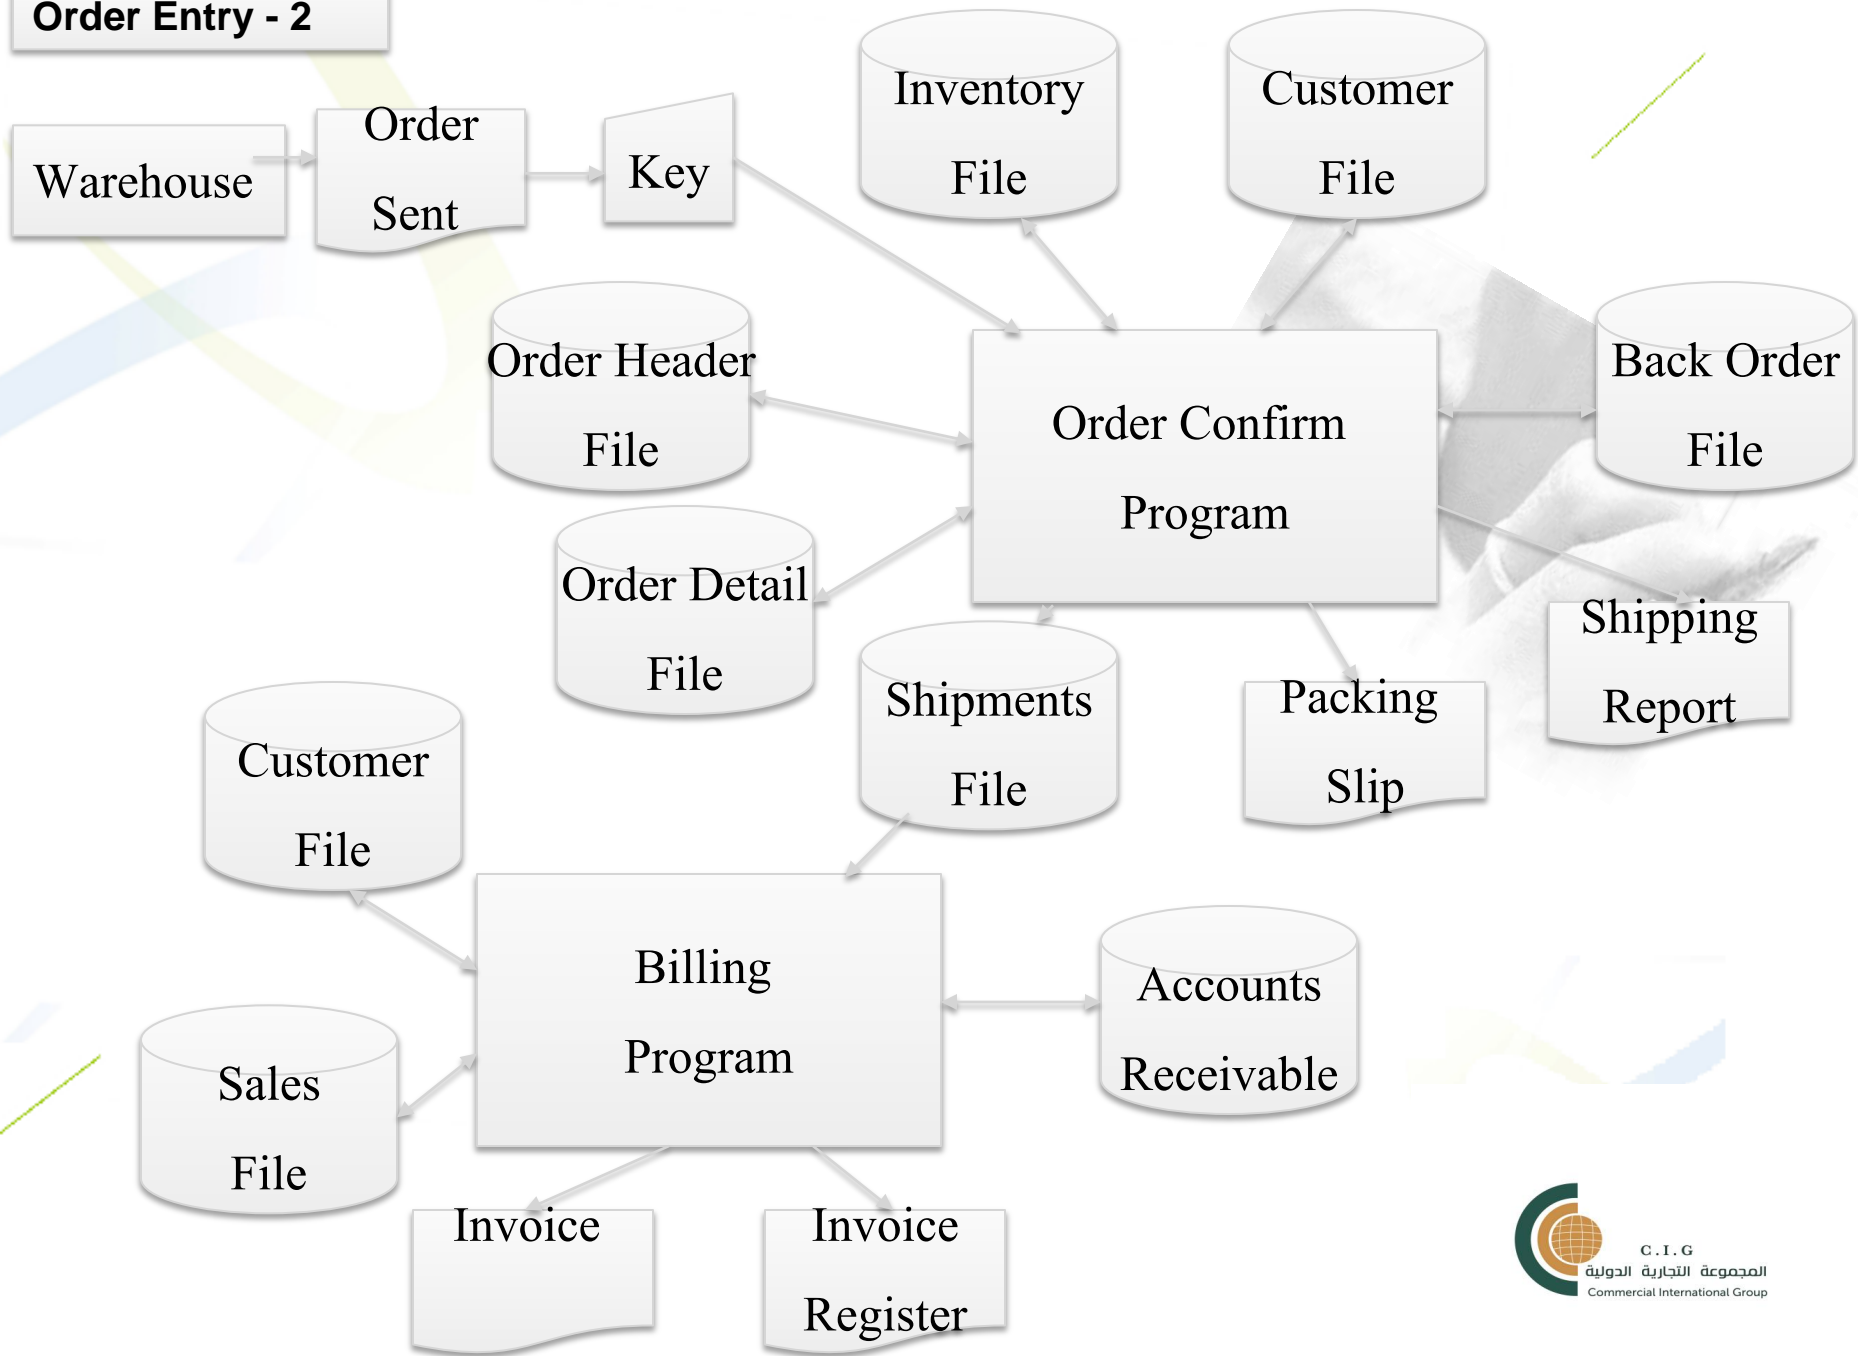 Order Entry - 2
Warehouse
Order
Sent
Key
Inventory
File
Customer
File
Order Header
File
Order Confirm
Program
Back Order
File
Order Detail
File
Shipments
File
Packing
Slip
Shipping
Report
Customer
File
Billing
Program
Accounts
Receivable
Sales
File
Invoice
Invoice
Register
C.I.G
المجموعة التجارية الدولية
Commercial International Group